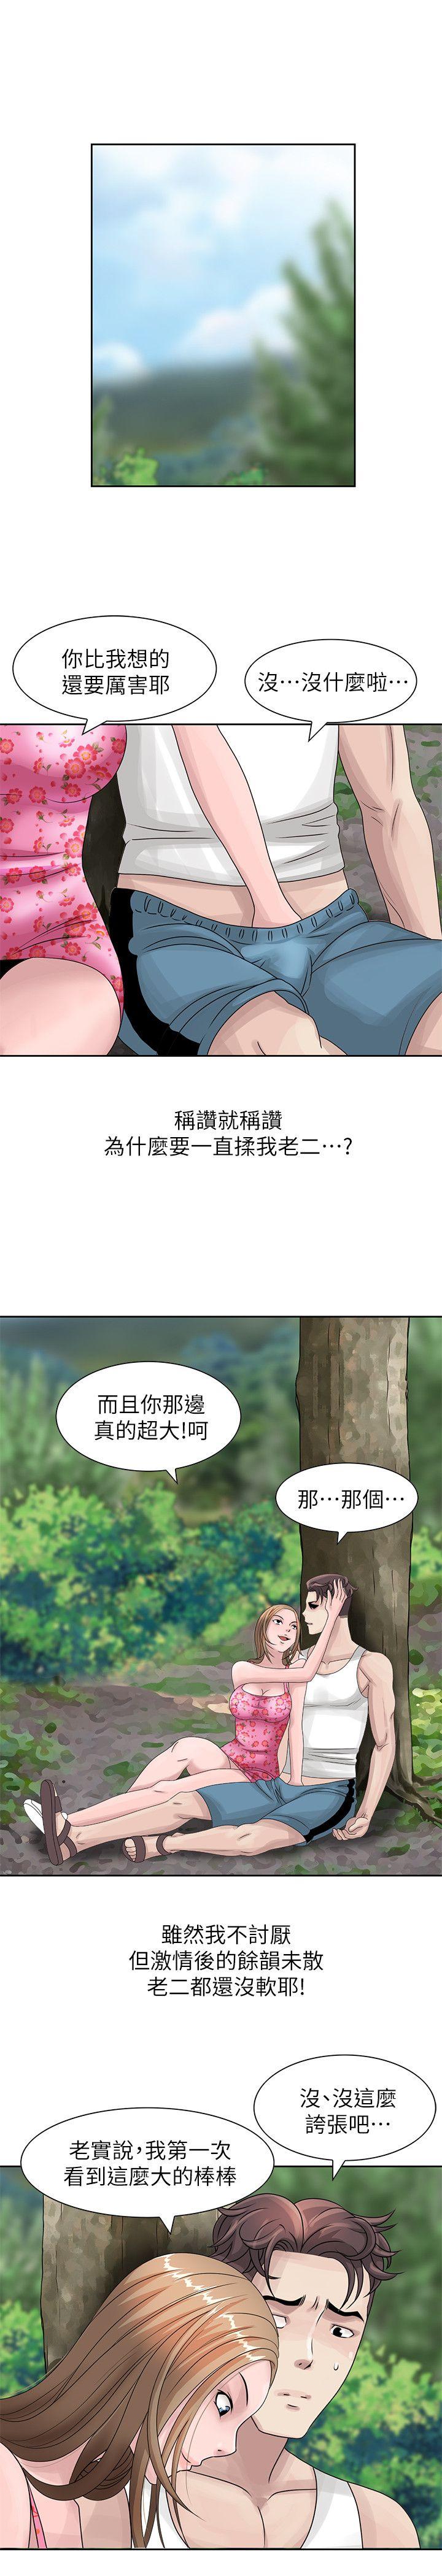 你比我想的
還要厲害耶
沒⋯沒什麼啦⋯
稱讚就稱讚
為什麼要一直揉我老二⋯?
而且你那邊
真的超大!呵
那⋯那個⋯
雖然我不討厭
但激情後的餘韻未散
老二都還沒軟耶!
沒、沒這麼
誇張吧⋯
老實說,我第一次
看到這麼大的棒棒